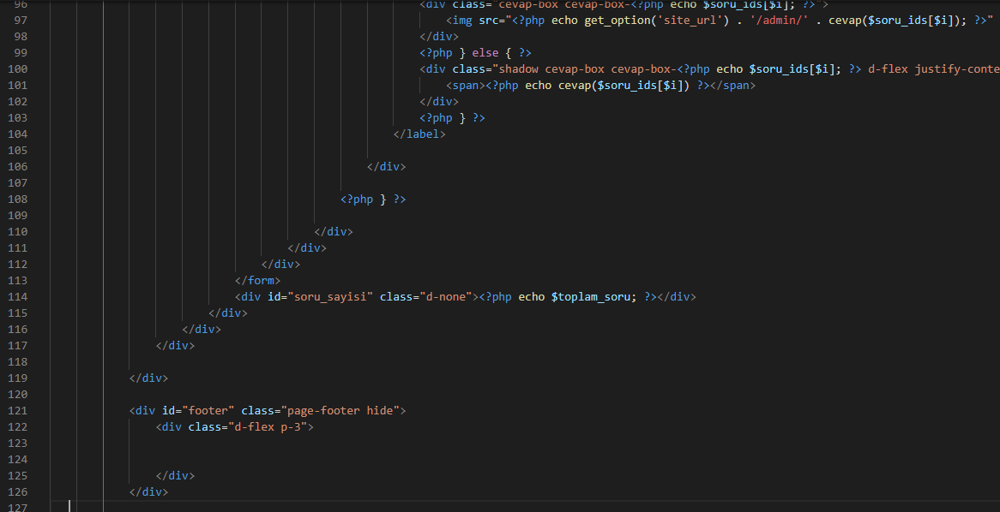 96 <div class="cevap-box cevap-box-<?php echo $soru_ids[$i]; ?>">
97 <img src="<?php echo get_option('site_url') . '/admin/' . cevap($soru_ids[$i]); ?>"
98 </div>
99 <?php } else { ?>
100 <div class="shadow cevap-box cevap-box-<?php echo $soru_ids[$i]; ?> d-flex justify-conte
101 <span><?php echo cevap($soru_ids[$i]) ?></span>
102 </div>
103 <?php } ?>
104 </label>
105
106 </div>
107
108 <?php } ?>
109
110 </div>
111 </div>
112 </div>
113 </form>
114 <div id="soru_sayisi" class="d-none"><?php echo $toplam_soru; ?></div>
115 </div>
116 </div>
117 </div>
118
119 </div>
120
121 <div id="footer" class="page-footer hide">
122 <div class="d-flex p-3">
123
124
125 </div>
126 </div>
127